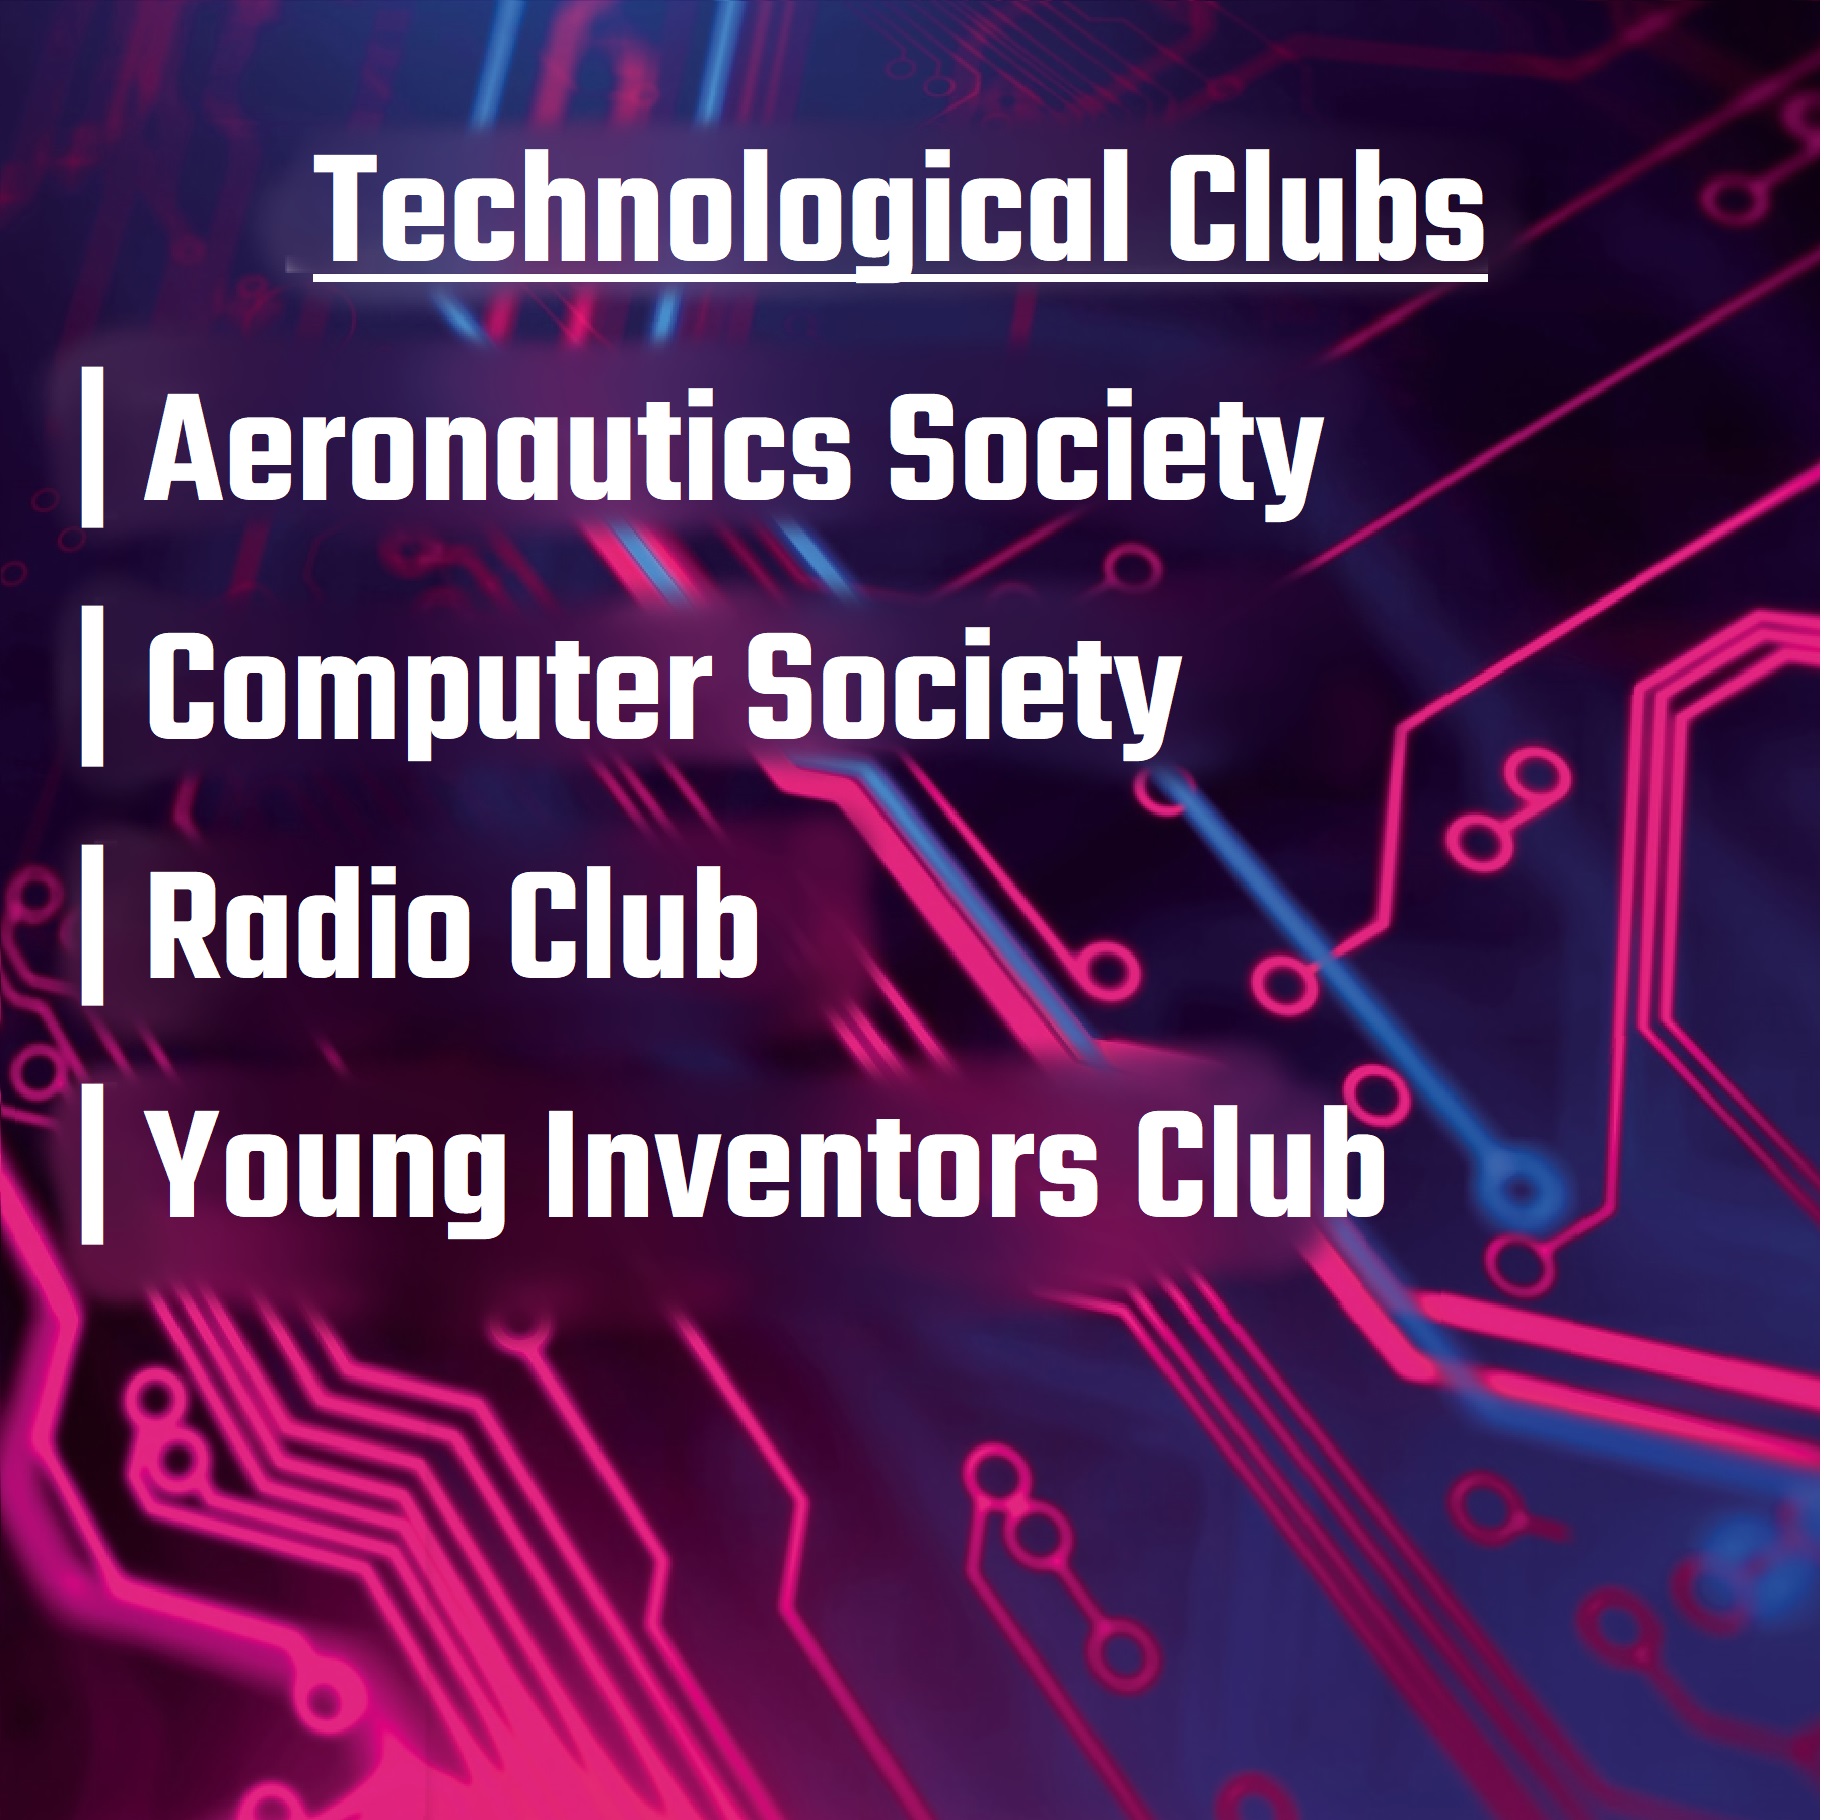 Technological Clubs
Aeronautics Society
Computer Society
Radio Club
Young Inventors Club